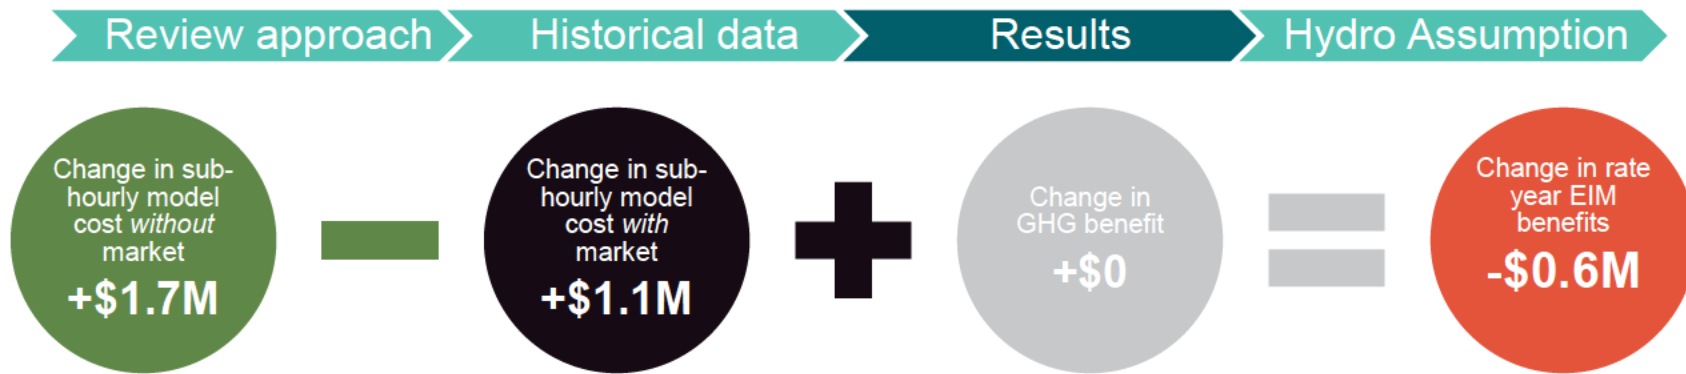 Review approach
Historical data
Results
Hydro Assumption
Change in sub-
hourly model
cost without
market
+$1.7M
Change in sub-
hourly model
cost with
market
+$1.1M
Change in
GHG benefit
+$0
Change in rate
year EIM
benefits
-$0.6M